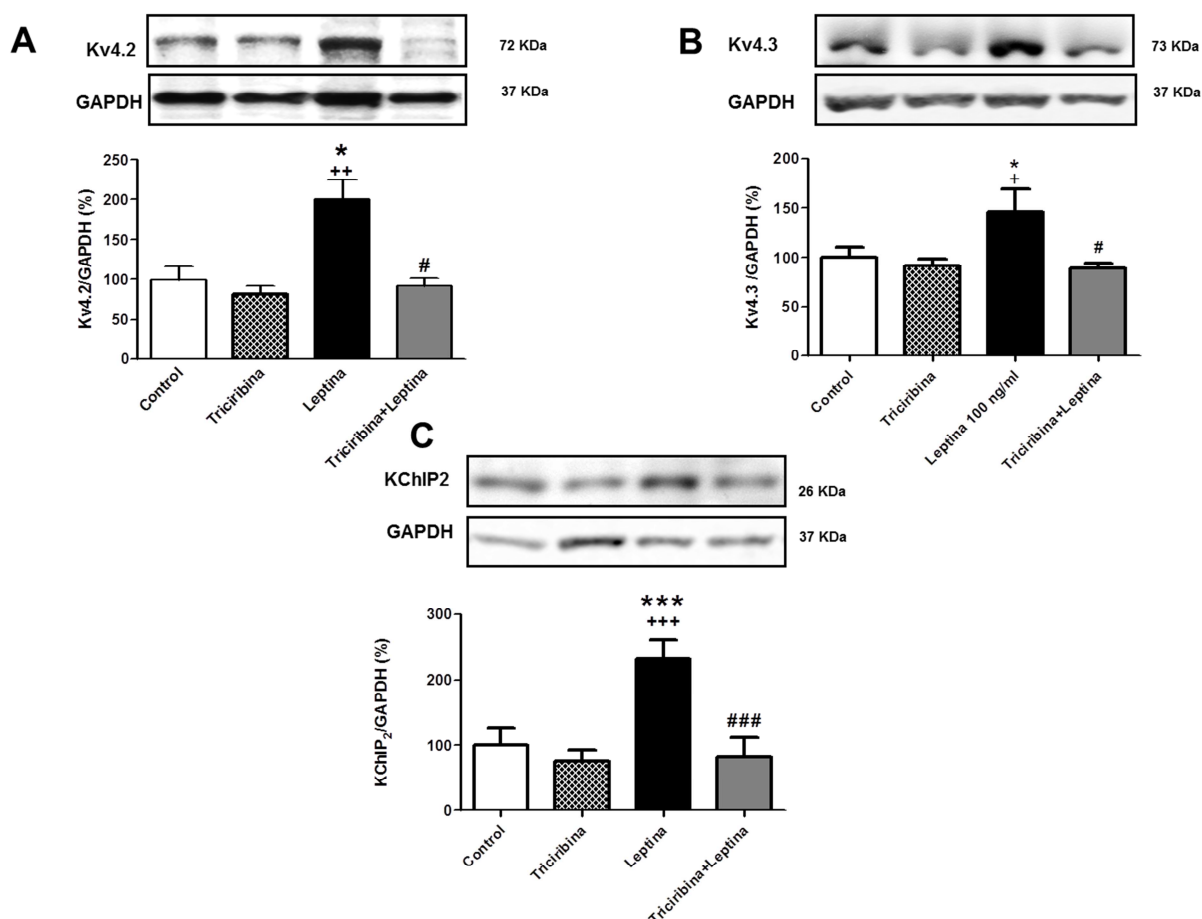 A
Kv4.2
72 KDa
GAPDH
37 KDa
Kv4.2/GAPDH (%)
250
200
150
100
50
0
*
++
#
Control
Triciribina
Leptina
Triciribina+Leptina
B
Kv4.3
73 KDa
GAPDH
37 KDa
Kv4.3 /GAPDH (%)
200
150
100
50
0
*
+
#
Control
Triciribina
Leptina 100 ng/ml
Triciribina+Leptina
C
KChIP2
26 KDa
GAPDH
37 KDa
KChIP₂/GAPDH (%)
300
200
100
0
***
+++
###
Control
Triciribina
Leptina
Triciribina+Leptina